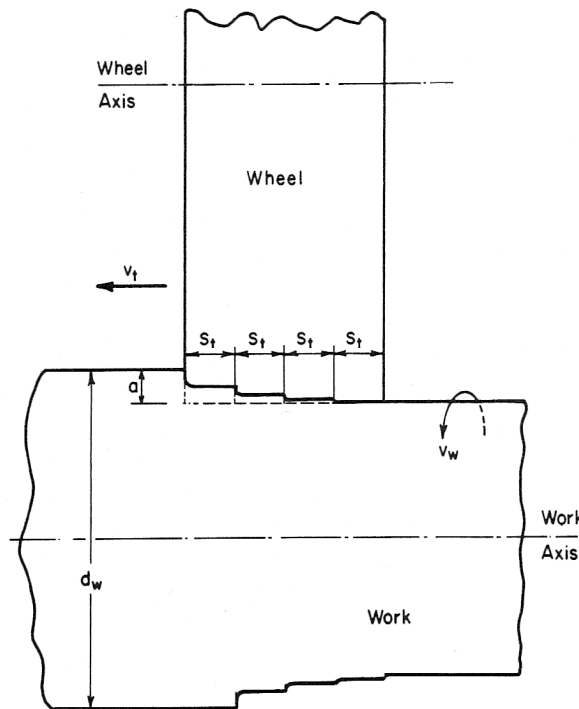 Wheel
Axis
Wheel
v_t
S_t S_t S_t S_t
a
v_w
Work
Axis
d_w
Work